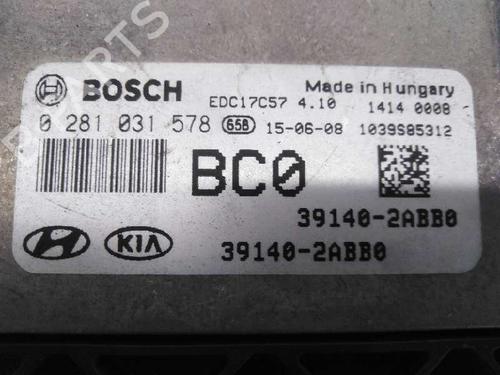 BOSCH
EDC17C57 4.10
Made in Hungary
1414 0008
0 281 031 578 658 15-06-08 1039S85312
BC0
39140-2ABB0
KIA 39140-2ABB0
PARTS